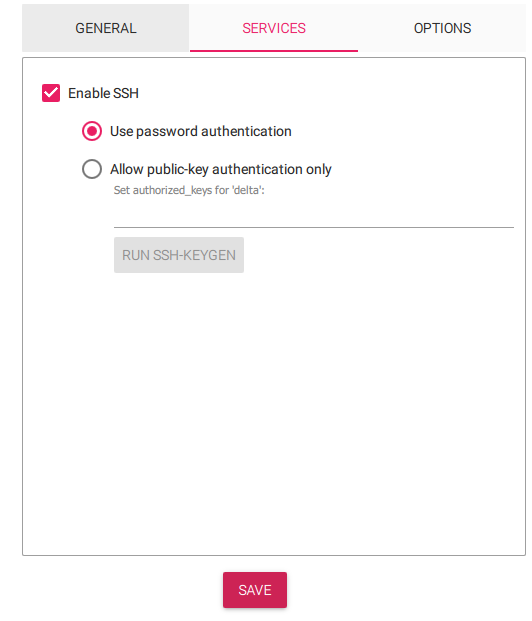 GENERAL
SERVICES
OPTIONS
Enable SSH
Use password authentication
Allow public-key authentication only
Set authorized_keys for 'delta':
RUN SSH-KEYGEN
SAVE